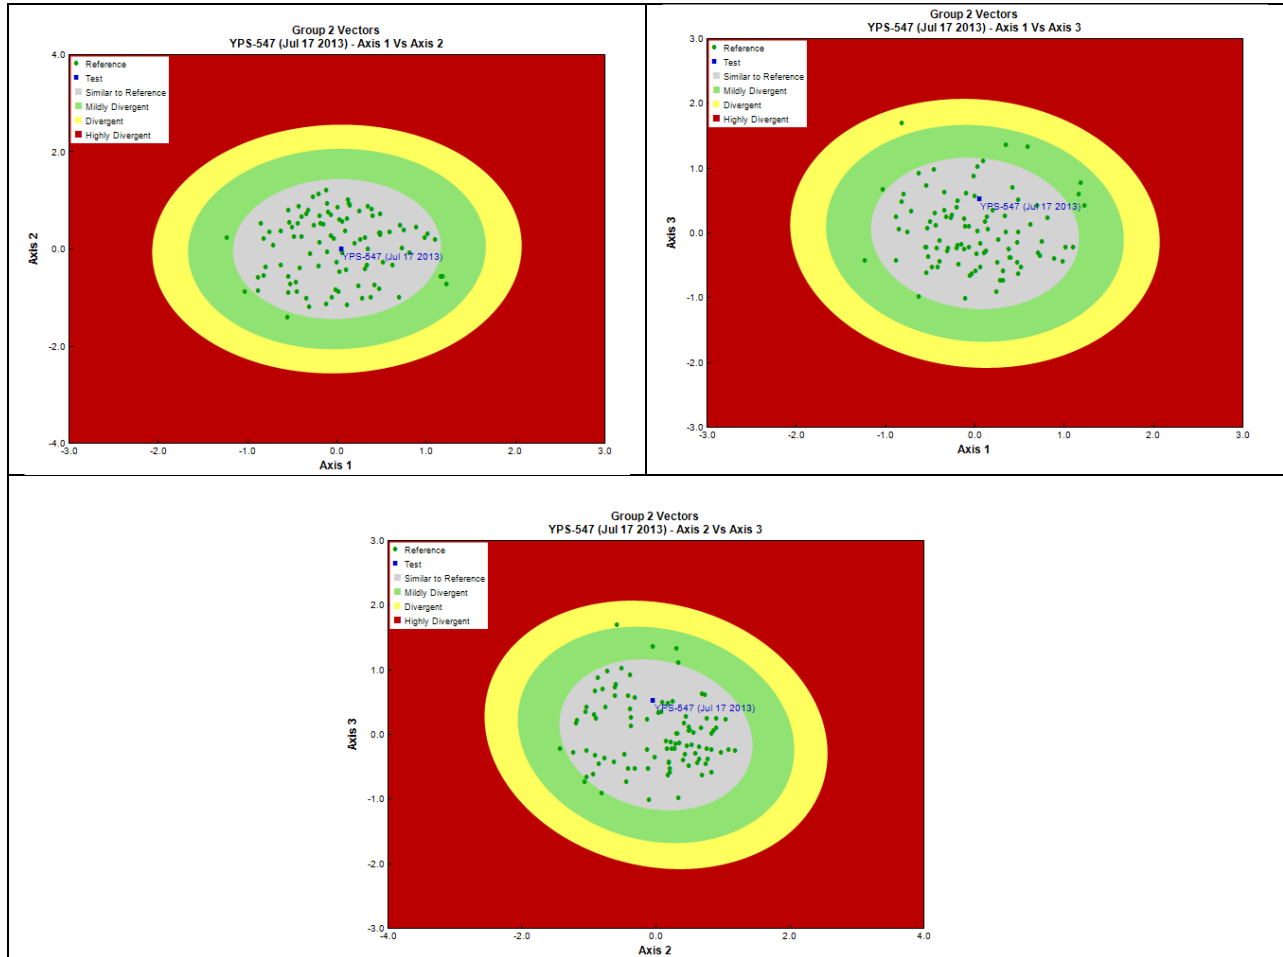 Group 2 Vectors
YPS-547 (Jul 17 2013) - Axis 1 Vs Axis 2
4.0
Reference
Test
Similar to Reference
Mildly Divergent
Divergent
Highly Divergent
2.0
Axis 2
0.0
YPS-547 (Jul 17 2013)
-2.0
-4.0
-3.0
-2.0
-1.0
0.0
1.0
2.0
3.0
Axis 1
Group 2 Vectors
YPS-547 (Jul 17 2013) - Axis 1 Vs Axis 3
3.0
Reference
Test
Similar to Reference
Mildly Divergent
Divergent
Highly Divergent
2.0
1.0
Axis 3
YPS-547 (Jul 17 2013)
0.0
-1.0
-2.0
-3.0
-3.0
-2.0
-1.0
0.0
1.0
2.0
3.0
Axis 1
Group 2 Vectors
YPS-547 (Jul 17 2013) - Axis 2 Vs Axis 3
3.0
Reference
Test
Similar to Reference
Mildly Divergent
Divergent
Highly Divergent
2.0
1.0
Axis 3
YPS-547 (Jul 17 2013)
0.0
-1.0
-2.0
-3.0
-4.0
-2.0
0.0
2.0
4.0
Axis 2